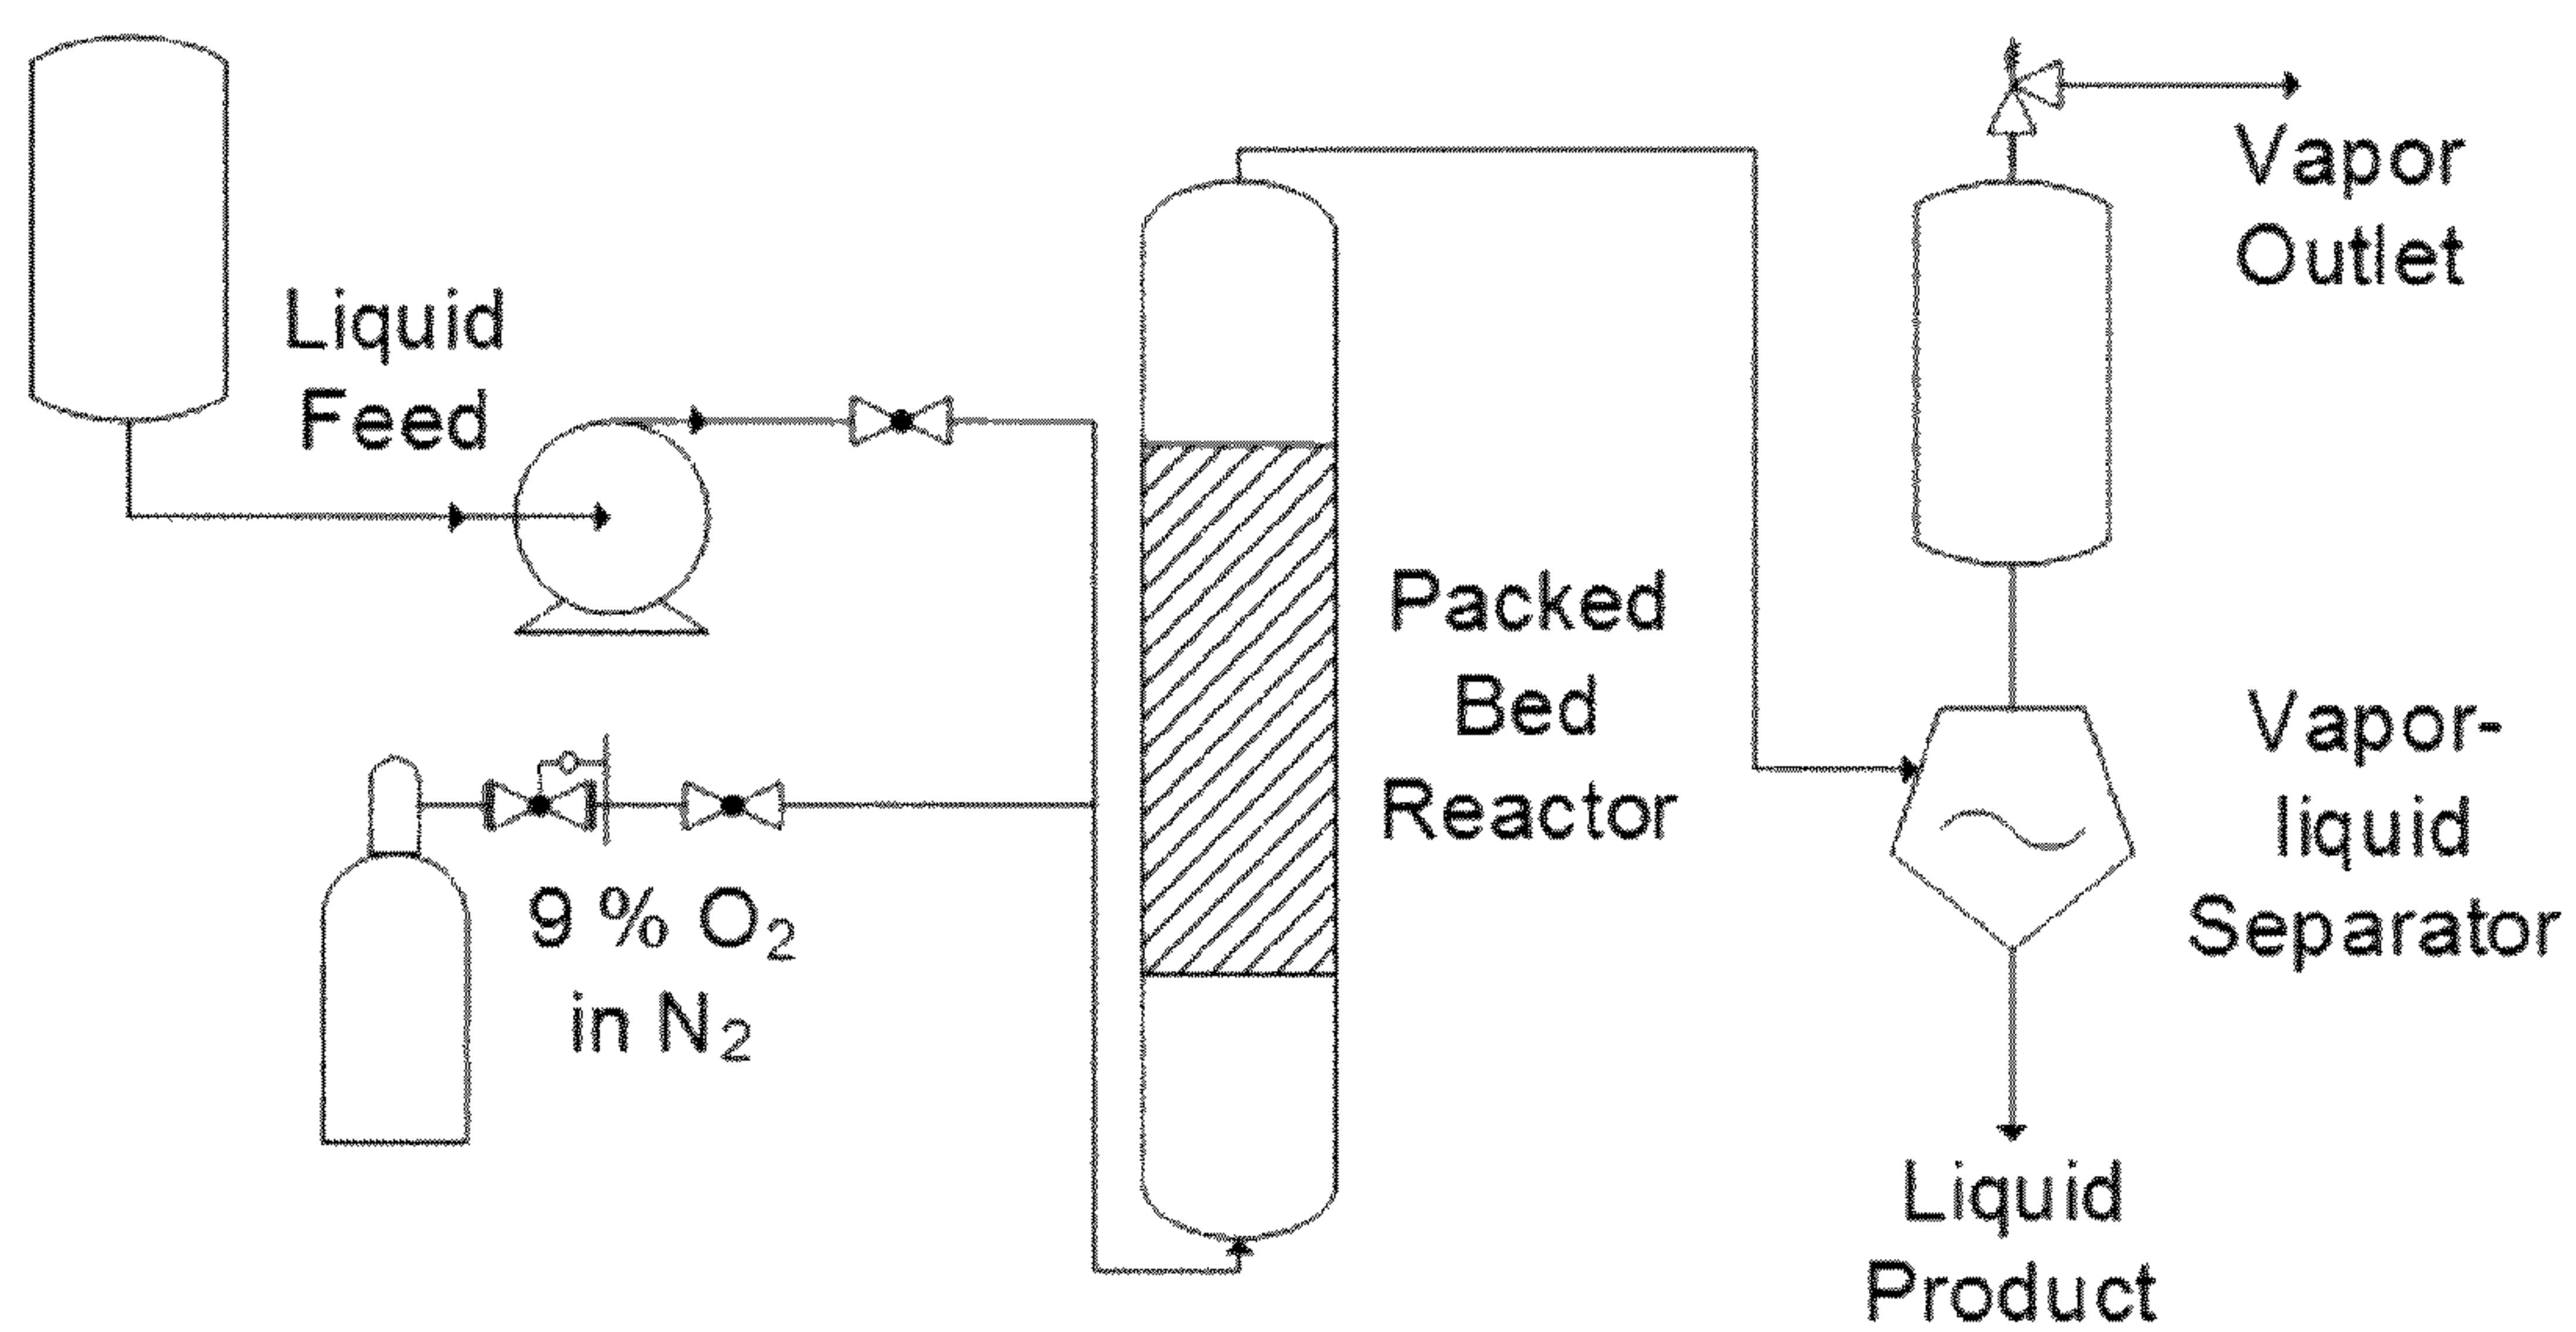 Liquid
Feed
9 % O₂
in N₂
Packed
Bed
Reactor
Vapor
Outlet
Vapor-
liquid
Separator
Liquid
Product